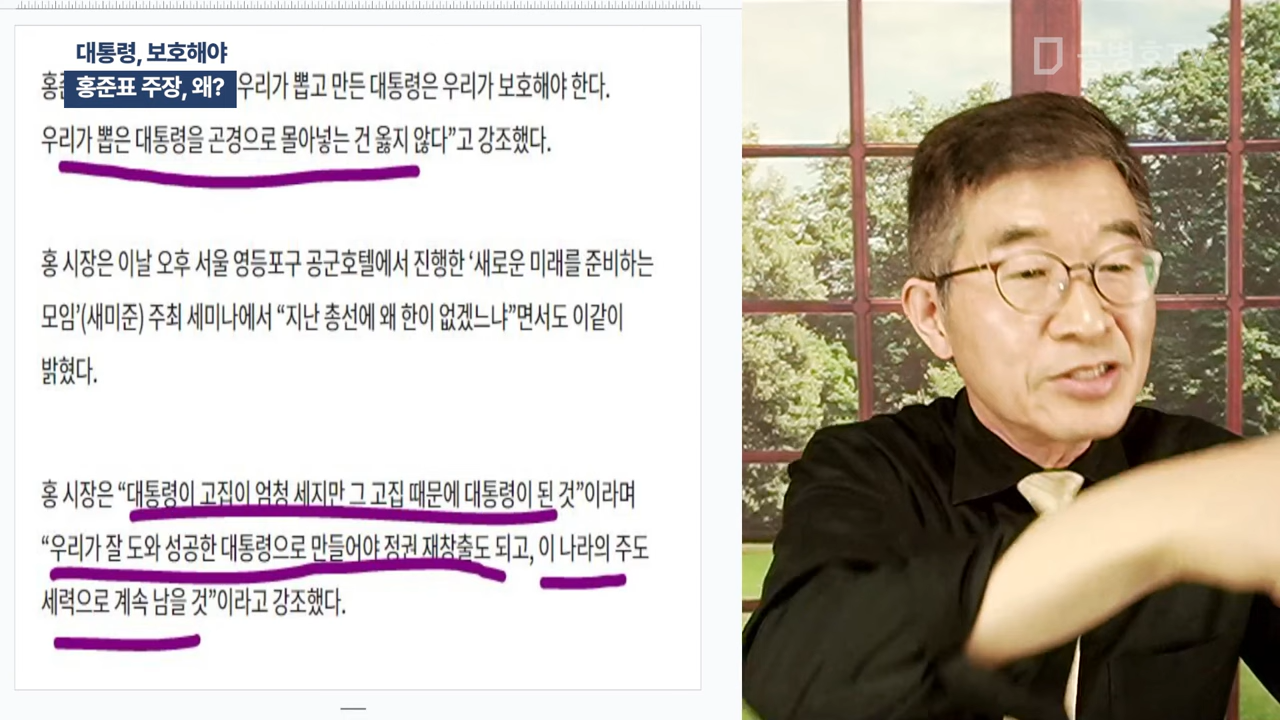 대통령, 보호해야
홍준표 주장, 왜?
우리가 뽑고 만든 대통령은 우리가 보호해야 한다.
우리가 뽑은 대통령을 곤경으로 몰아넣는 건 옳지 않다”고 강조했다.
홍 시장은 이날 오후 서울 영등포구 공군호텔에서 진행한 ‘새로운 미래를 준비하는
모임’(새미준) 주최 세미나에서 “지난 총선에 왜 한이 없겠느냐”면서도 이같이
밝혔다.
홍 시장은 “대통령이 고집이 엄청 세지만 그 고집 때문에 대통령이 된 것”이라며
“우리가 잘 도와 성공한 대통령으로 만들어야 정권 재창출도 되고, 이 나라의 주도
세력으로 계속 남을 것”이라고 강조했다.